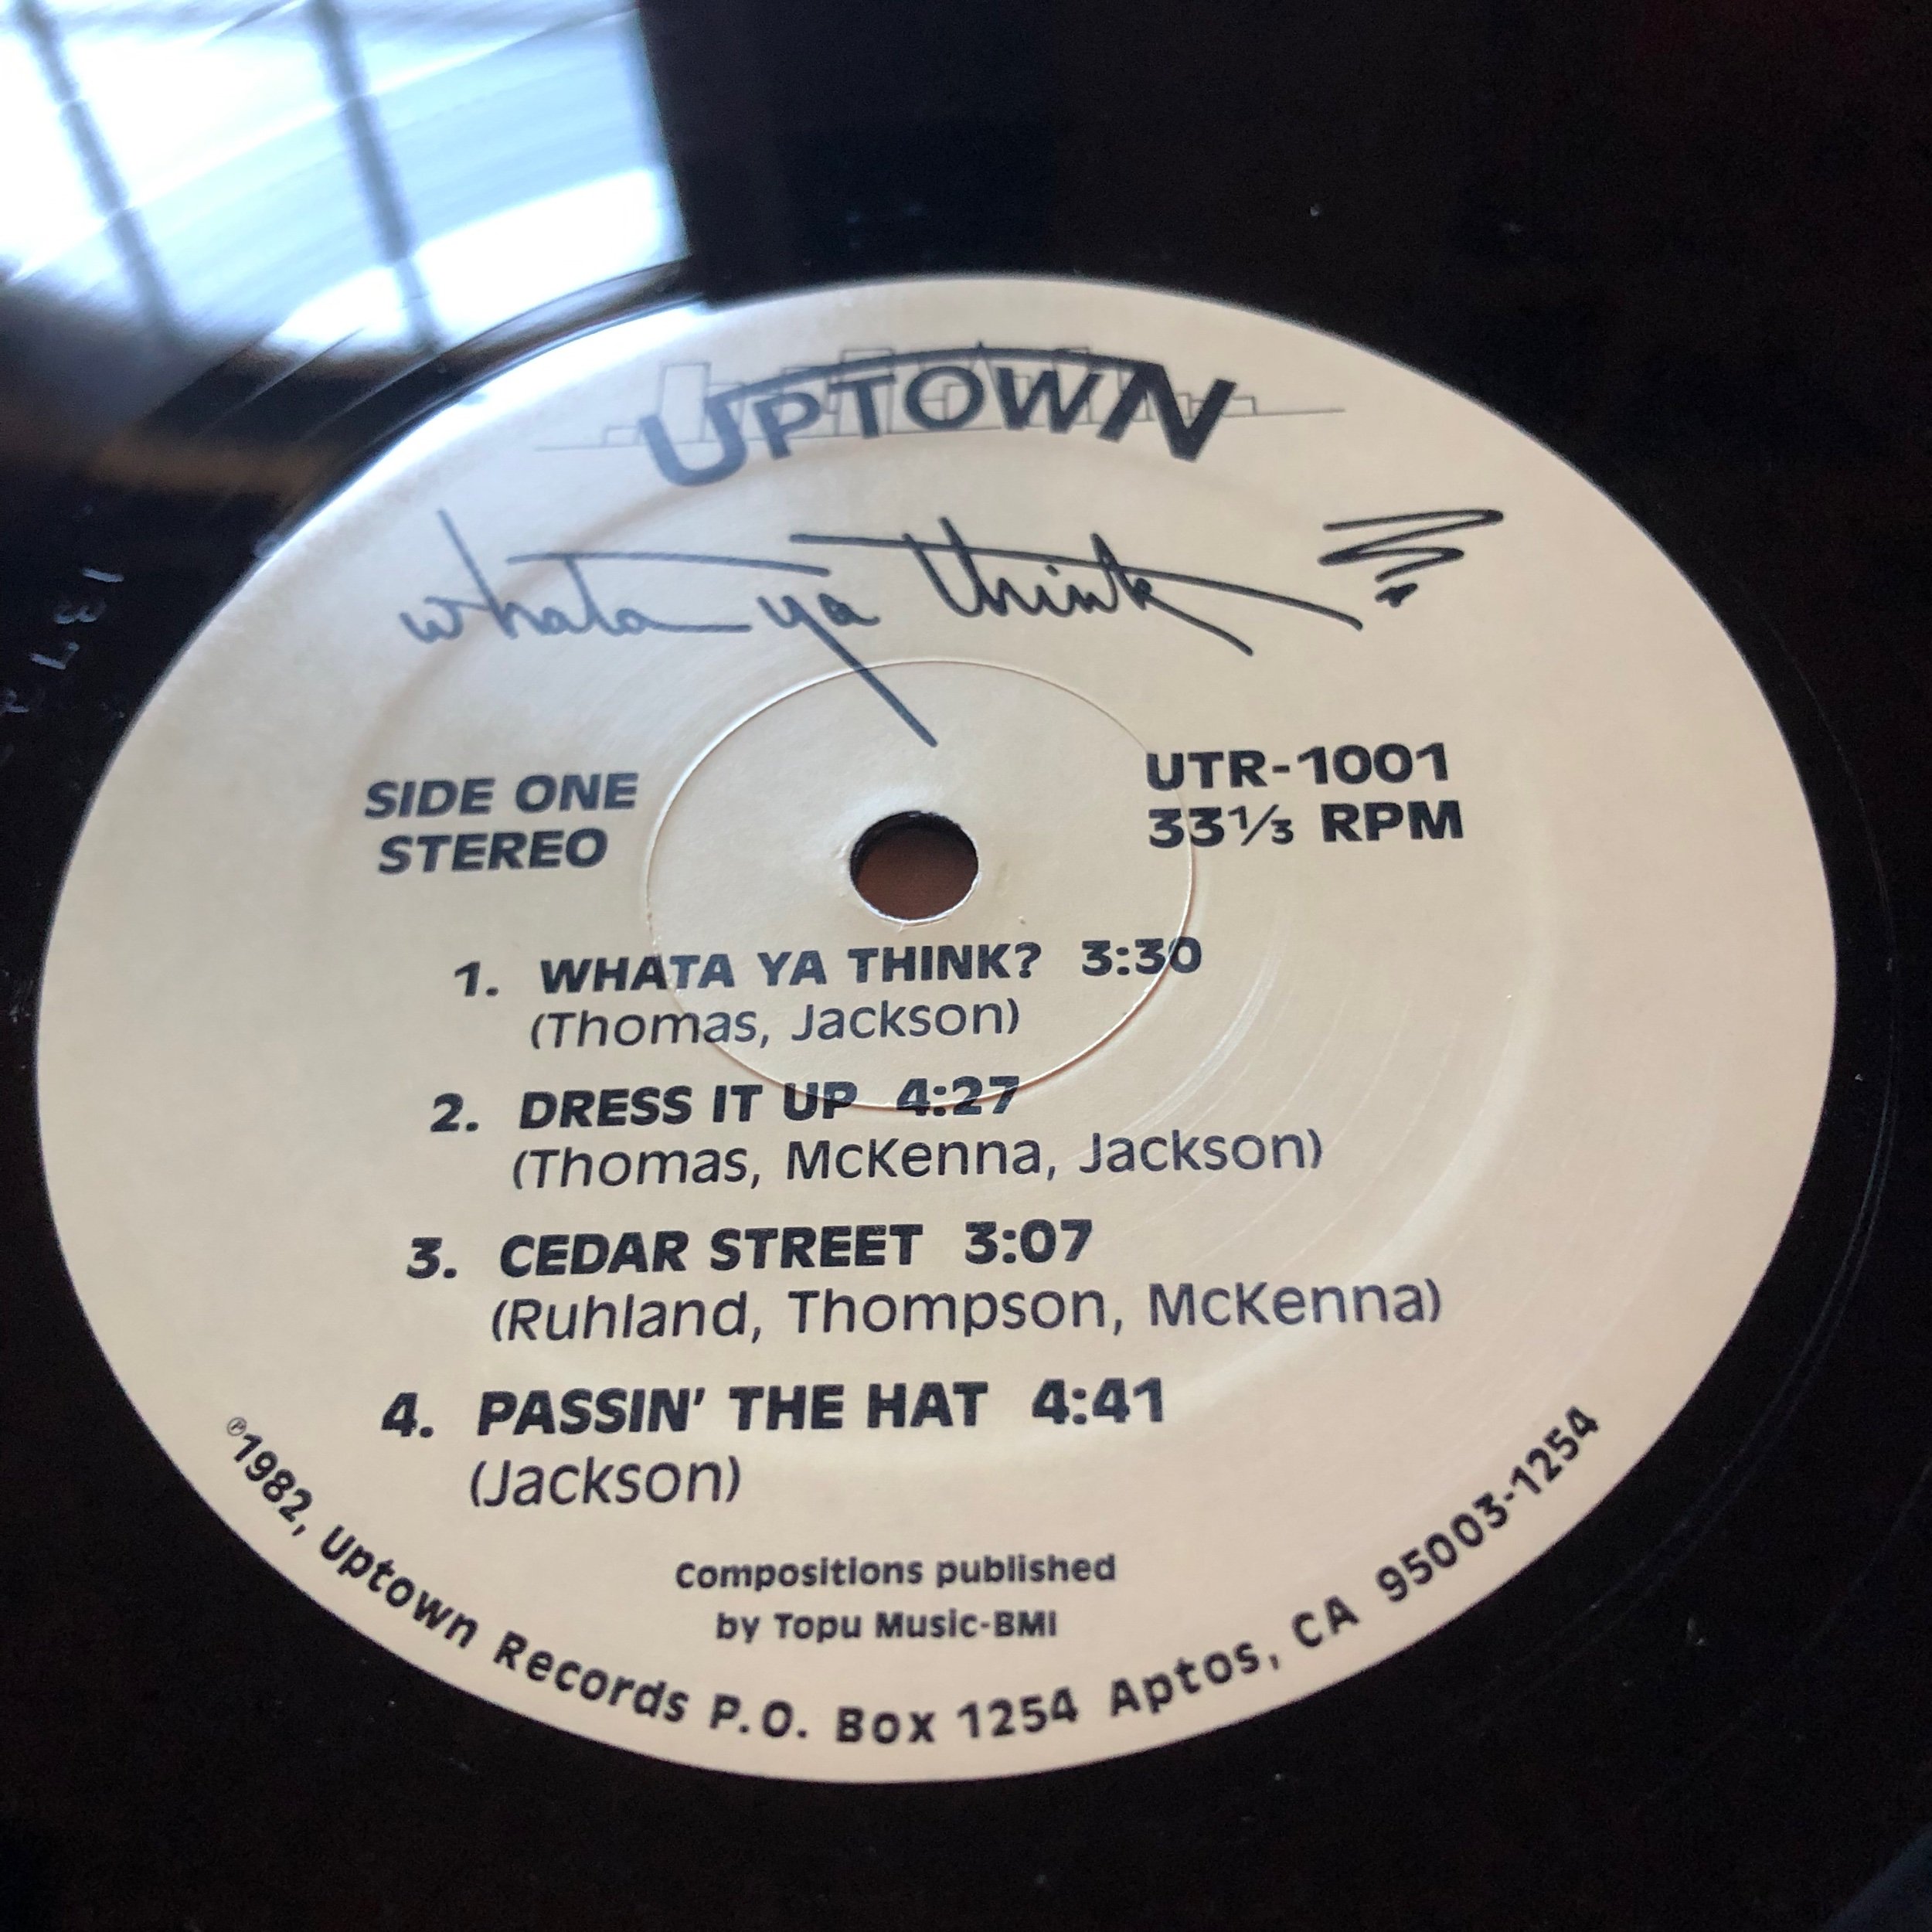 UPTOWN
whata ya think?
SIDE ONE
STEREO
UTR-1001
33⅓ RPM
1. WHATA YA THINK? 3:30
(Thomas, Jackson)
2. DRESS IT UP 4:27
(Thomas, McKenna, Jackson)
3. CEDAR STREET 3:07
(Ruhland, Thompson, McKenna)
4. PASSIN' THE HAT 4:41
(Jackson)
Compositions published
by Topu Music-BMI
℗1982, Uptown Records P.O. Box 1254 Aptos, CA 95003-1254